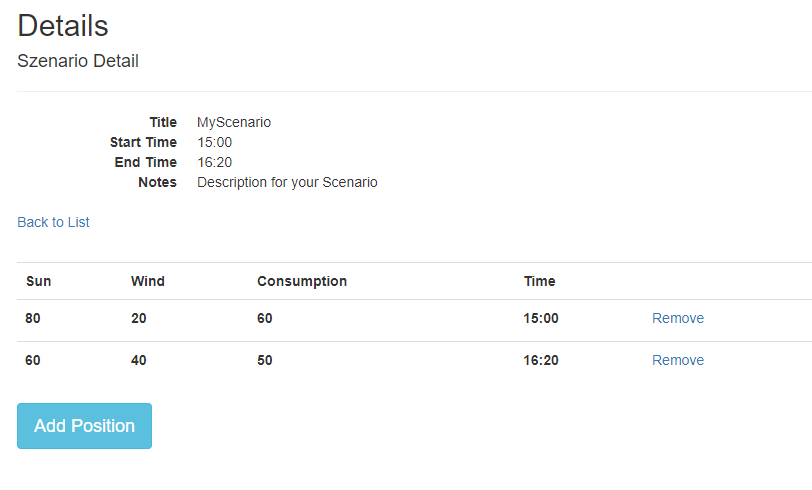 Details
Szenario Detail
Title MyScenario
Start Time 15:00
End Time 16:20
Notes Description for your Scenario
Back to List
Sun Wind Consumption Time
80 20 60 15:00 Remove
60 40 50 16:20 Remove
Add Position